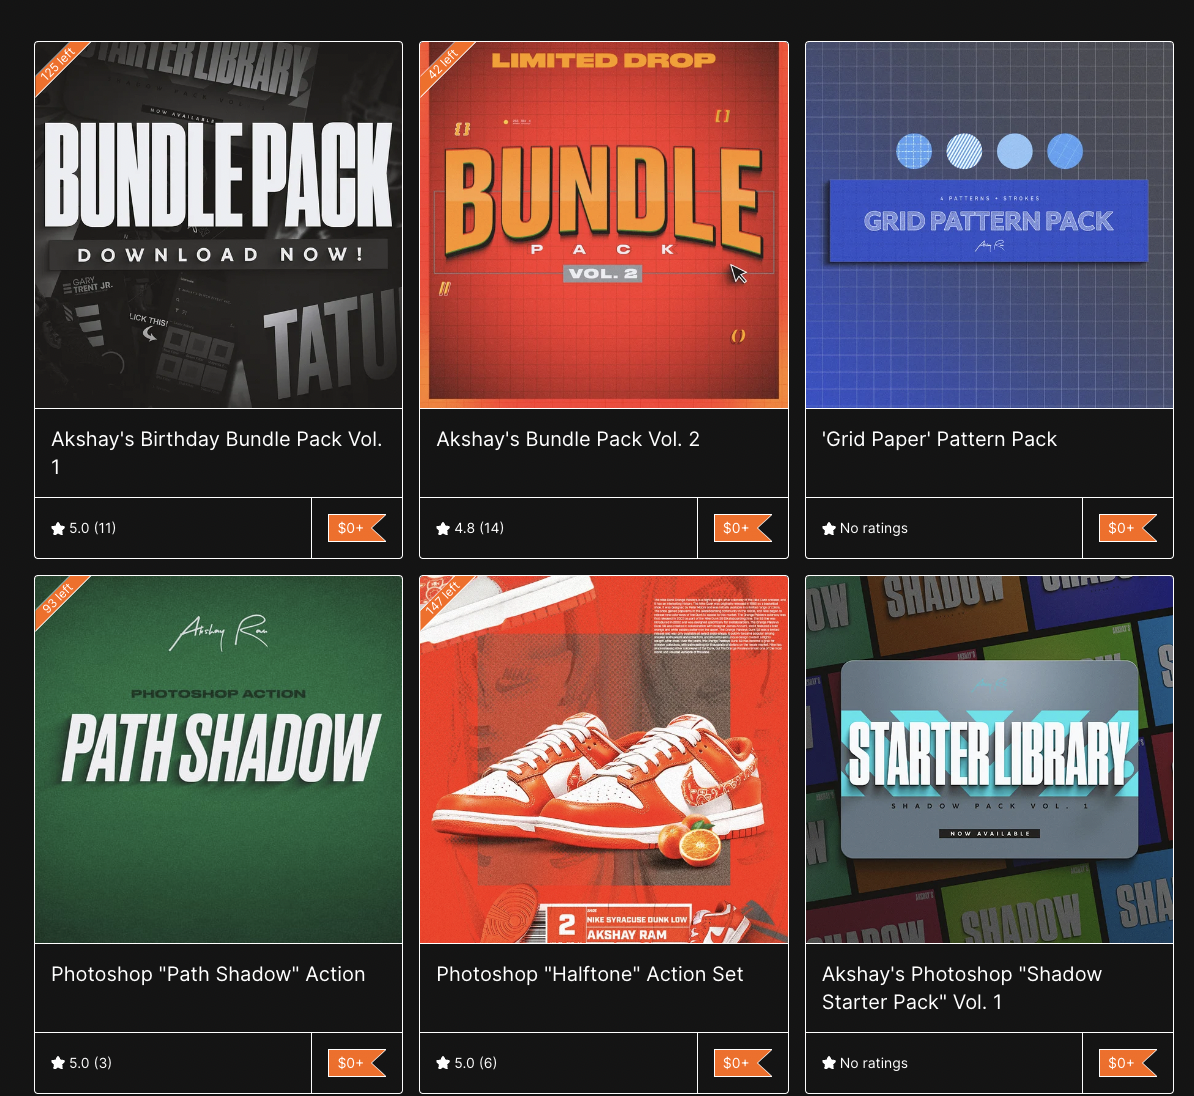 125 left
STARTER LIBRARY
NOW AVAILABLE
BUNDLE PACK
DOWNLOAD NOW!
GARY
TRENT JR.
LICK THIS!
TATU
Akshay's Birthday Bundle Pack Vol.
1
5.0 (11)
$0+
42 left
LIMITED DROP
{}
[]
BUNDLE
PACK
VOL. 2
//
()
Akshay's Bundle Pack Vol. 2
4.8 (14)
$0+
4 PATTERNS + STROKES
GRID PATTERN PACK
'Grid Paper' Pattern Pack
No ratings
$0+
93 left
Akshay Ram
PHOTOSHOP ACTION
PATH SHADOW
Photoshop "Path Shadow" Action
5.0 (3)
$0+
147 left
2
NIKE SYRACUSE DUNK LOW
AKSHAY RAM
Photoshop "Halftone" Action Set
5.0 (6)
$0+
SHADOW
STARTER LIBRARY
SHADOW PACK VOL. 1
NOW AVAILABLE
SHADOW
SHADOW
SHA
Akshay's Photoshop "Shadow
Starter Pack" Vol. 1
No ratings
$0+